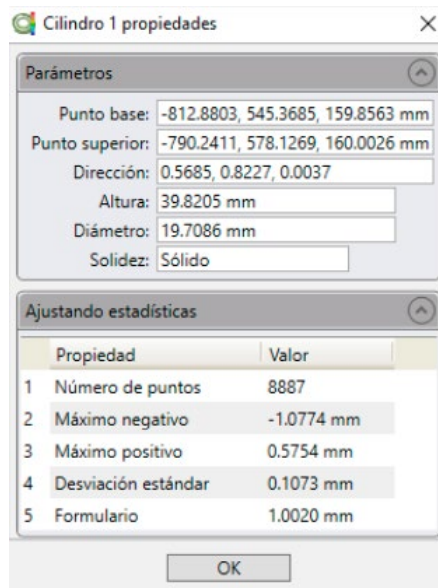 Cilindro 1 propiedades
Parámetros
Punto base: -812.8803, 545.3685, 159.8563 mm
Punto superior: -790.2411, 578.1269, 160.0026 mm
Dirección: 0.5685, 0.8227, 0.0037
Altura: 39.8205 mm
Diámetro: 19.7086 mm
Solidez: Sólido
Ajustando estadísticas
Propiedad Valor
1 Número de puntos 8887
2 Máximo negativo -1.0774 mm
3 Máximo positivo 0.5754 mm
4 Desviación estándar 0.1073 mm
5 Formulario 1.0020 mm
OK